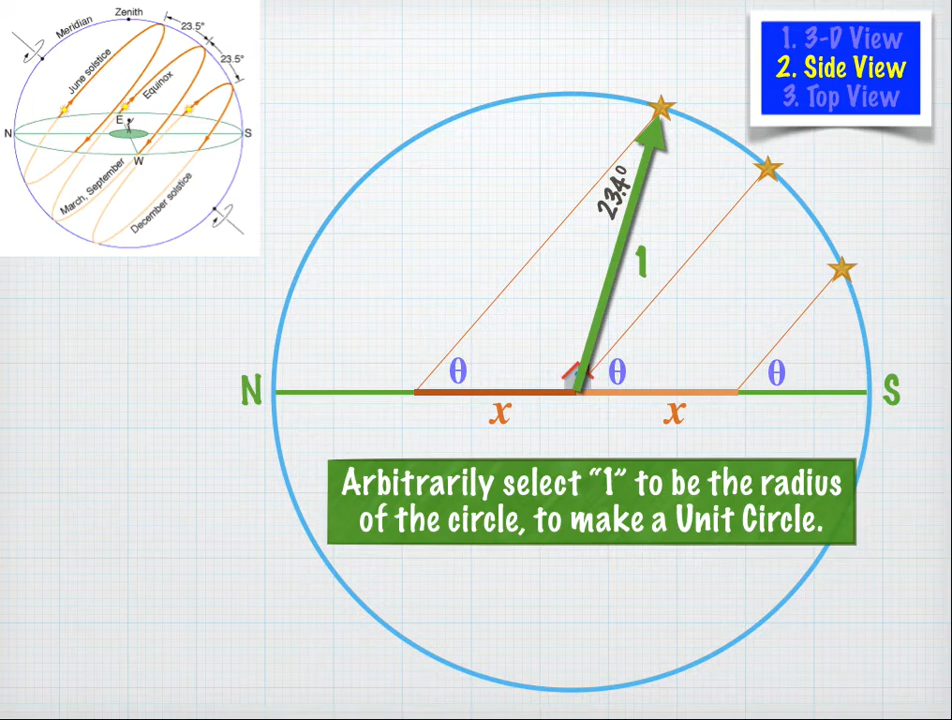 Zenith
Meridian
23.5°
23.5°
June solstice
Equinox
N
E
S
W
March, September
December solstice
1. 3-D View
2. Side View
3. Top View
23.4°
1
θ
θ
θ
N
S
x
x
Arbitrarily select “1” to be the radius
of the circle, to make a Unit Circle.